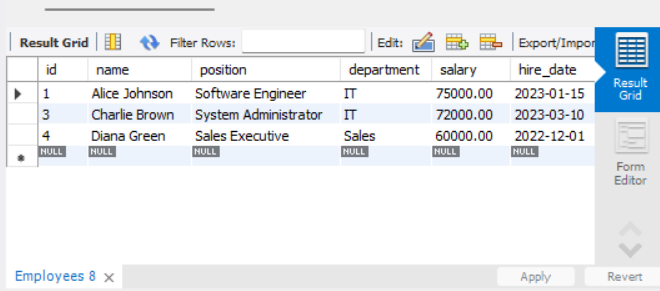 Result Grid Filter Rows: Edit: Export/Impor
id name position department salary hire_date
1 Alice Johnson Software Engineer IT 75000.00 2023-01-15
3 Charlie Brown System Administrator IT 72000.00 2023-03-10
4 Diana Green Sales Executive Sales 60000.00 2022-12-01
NULL NULL NULL NULL NULL NULL
Result
Grid
Form
Editor
Employees 8 Apply Revert